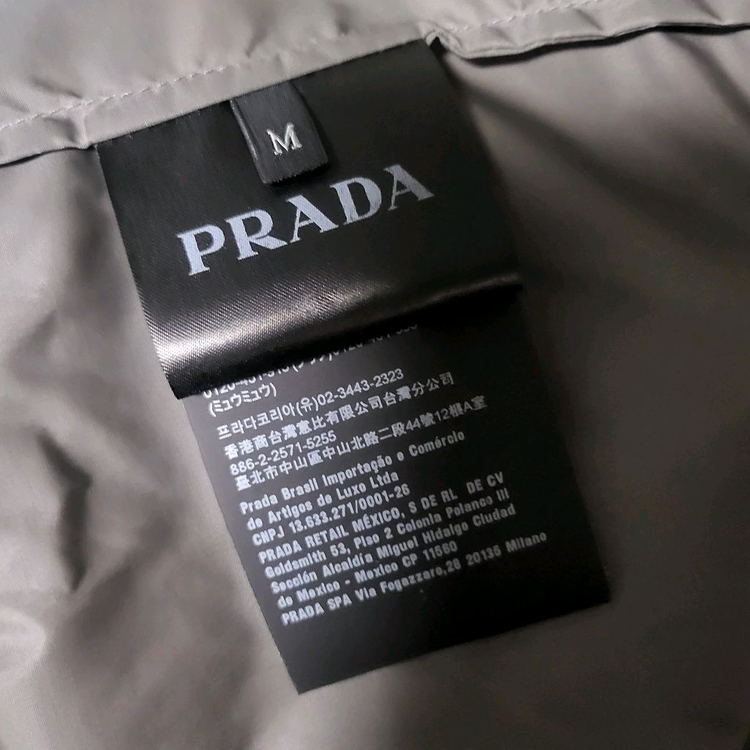 M
PRADA
(ミュウミュウ)
프라다코리아(유)02-3443-2323
香港商台灣普比有限公司台灣分公司
886-2-2571-5255
臺北市中山區中山北路二段44號12樓A室
Prada Brasil Importação e Comércio
de Artigos de Luxo Ltda
CNPJ 13.633.271/0001-26
PRADA RETAIL MÉXICO, S DE RL DE CV
Goldsmith 53, Piso 2 Colonia Polanco III
Sección Alcaldía Miguel Hidalgo Ciudad
de Mexico - Mexico CP 11560
PRADA SPA Via Fogazzaro,28 20135 Milano